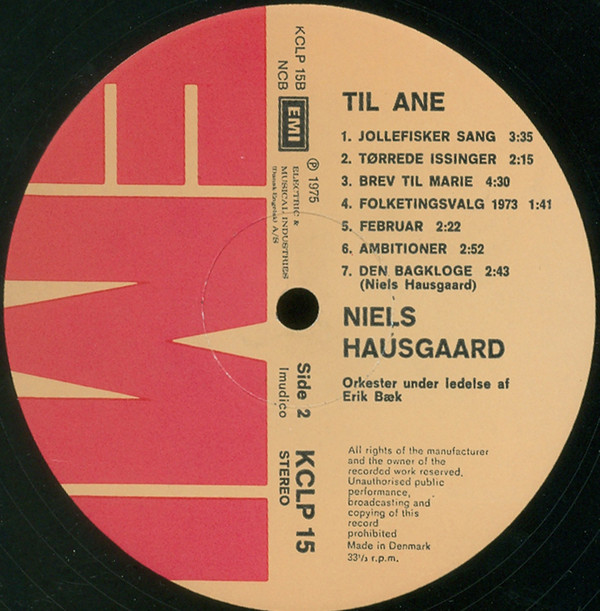 TIL ANE
1. JOLLEFISKER SANG 3:35
2. TØRREDE ISSINGER 2:15
3. BREV TIL MARIE 4:30
4. FOLKETINGSVALG 1973 1:41
5. FEBRUAR 2:22
6. AMBITIONER 2:52
7. DEN BAGKLOGE 2:43
(Niels Hausgaard)
NIELS
HAUSGAARD
Orkester under ledelse af
Erik Bæk
All rights of the manufacturer
and the owner of the
recorded work reserved.
Unauthorised public
performance,
broadcasting and
copying of this
record
prohibited
Made in Denmark
33⅓ r.p.m.
KCLP 15B
NCB
EMI
℗ 1975
ELECTRIC &
MUSICAL INDUSTRIES
(Dansk-Engelsk) A/S
Side 2
Imudico
KCLP 15
STEREO
EMI